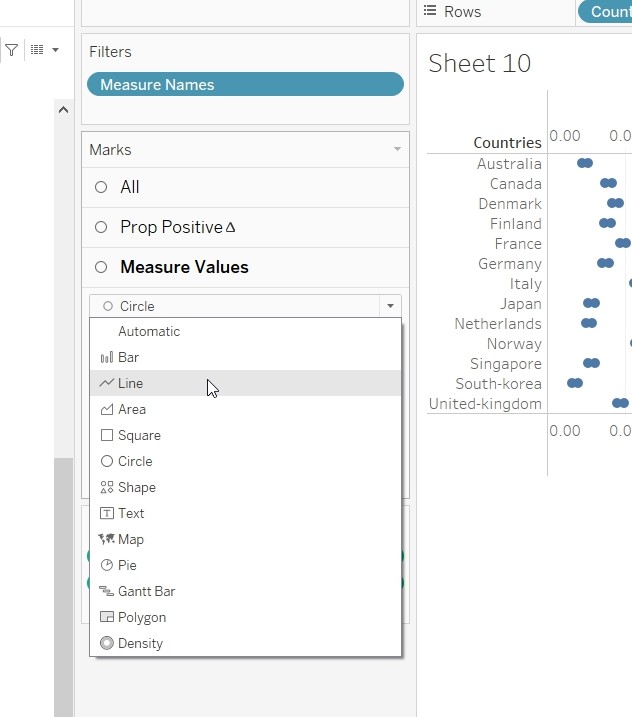 Rows
Count
Filters
Measure Names
Sheet 10
Marks
All
Prop Positive Δ
Measure Values
Circle
Automatic
Bar
Line
Area
Square
Circle
Shape
Text
Map
Pie
Gantt Bar
Polygon
Density
0.00 0.0
Countries
Australia
Canada
Denmark
Finland
France
Germany
Italy
Japan
Netherlands
Norway
Singapore
South-korea
United-kingdom
0.00 0.0